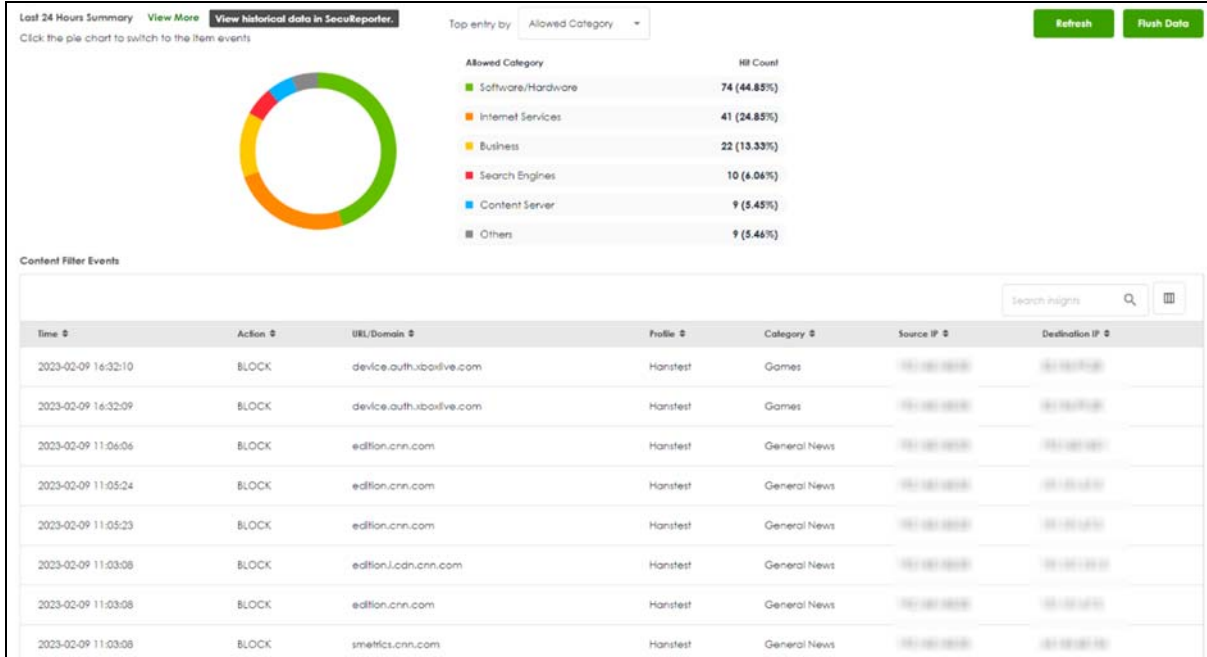 Last 24 Hours Summary View More View historical data in SecuReporter.
Click the pie chart to switch to the item events
Top entry by Allowed Category
Refresh Flush Data
Allowed Category Hit Count
Software/Hardware 74 (44.85%)
Internet Services 41 (24.85%)
Business 22 (13.33%)
Search Engines 10 (6.06%)
Content Server 9 (5.45%)
Others 9 (5.46%)
Content Filter Events
Search insights
Time Action URL/Domain Profile Category Source IP Destination IP
2023-02-09 16:32:10 BLOCK device.auth.xboxlive.com Hanstest Games
2023-02-09 16:32:09 BLOCK device.auth.xboxlive.com Hanstest Games
2023-02-09 11:06:06 BLOCK edition.cnn.com Hanstest General News
2023-02-09 11:05:24 BLOCK edition.cnn.com Hanstest General News
2023-02-09 11:05:23 BLOCK edition.cnn.com Hanstest General News
2023-02-09 11:03:08 BLOCK edition.i.cdn.cnn.com Hanstest General News
2023-02-09 11:03:08 BLOCK edition.cnn.com Hanstest General News
2023-02-09 11:03:08 BLOCK smetrics.cnn.com Hanstest General News